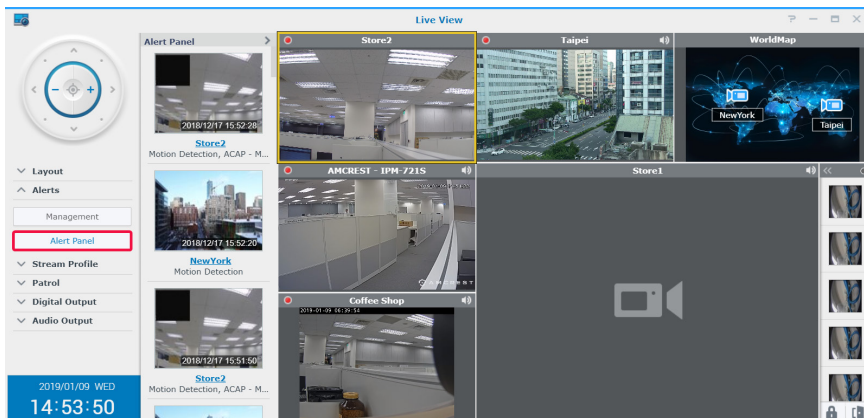 Live View
Layout
Alerts
Management
Alert Panel
Stream Profile
Patrol
Digital Output
Audio Output
2019/01/09 WED
14:53:50
Alert Panel
2018/12/17 15:52:28
Store2
Motion Detection, ACAP - M...
2018/12/17 15:52:20
NewYork
Motion Detection
2018/12/17 15:51:50
Store2
Motion Detection, ACAP - M...
Store2
Taipei
WorldMap
NewYork
Taipei
AMCREST - IPM-721S
AMCREST
Store1
Coffee Shop
2019-01-09 06:39:54